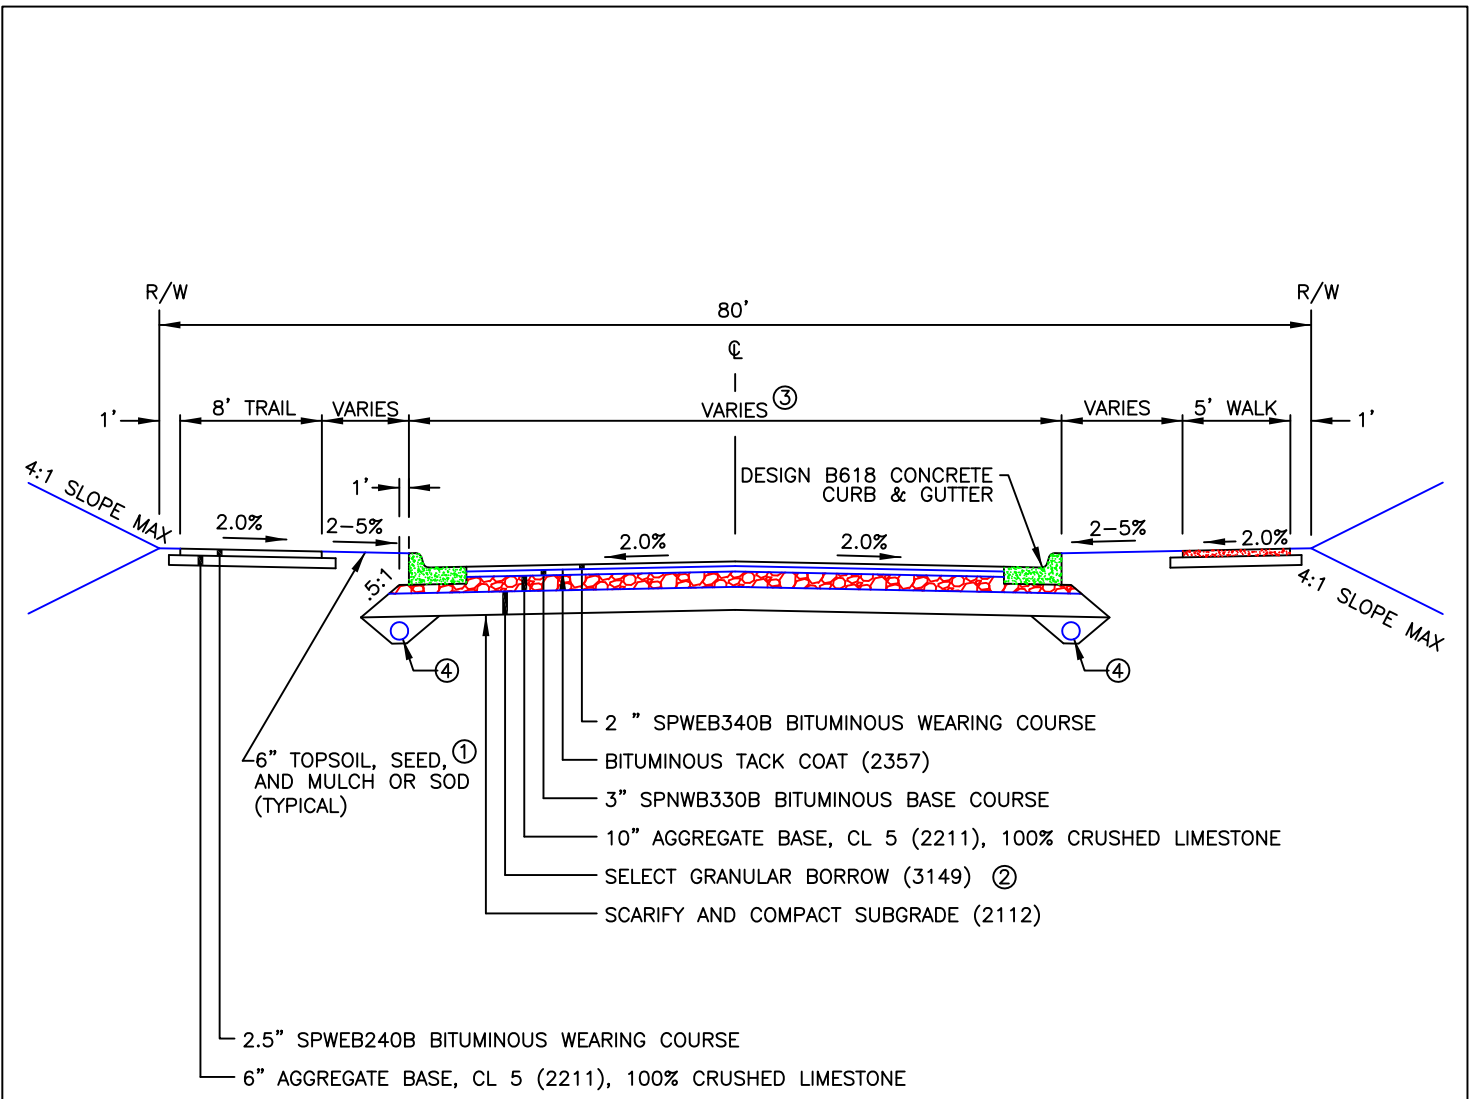 R/W
R/W
80'
℄
1'
8' TRAIL
VARIES
VARIES ③
VARIES
5' WALK
1'
4:1 SLOPE MAX
1'
DESIGN B618 CONCRETE
CURB & GUTTER
2.0%
2-5%
2.0%
2.0%
2-5%
2.0%
.5:1
4:1 SLOPE MAX
④
④
6" TOPSOIL, SEED, ①
AND MULCH OR SOD
(TYPICAL)
2 " SPWEB340B BITUMINOUS WEARING COURSE
BITUMINOUS TACK COAT (2357)
3" SPNWB330B BITUMINOUS BASE COURSE
10" AGGREGATE BASE, CL 5 (2211), 100% CRUSHED LIMESTONE
SELECT GRANULAR BORROW (3149) ②
SCARIFY AND COMPACT SUBGRADE (2112)
2.5" SPWEB240B BITUMINOUS WEARING COURSE
6" AGGREGATE BASE, CL 5 (2211), 100% CRUSHED LIMESTONE